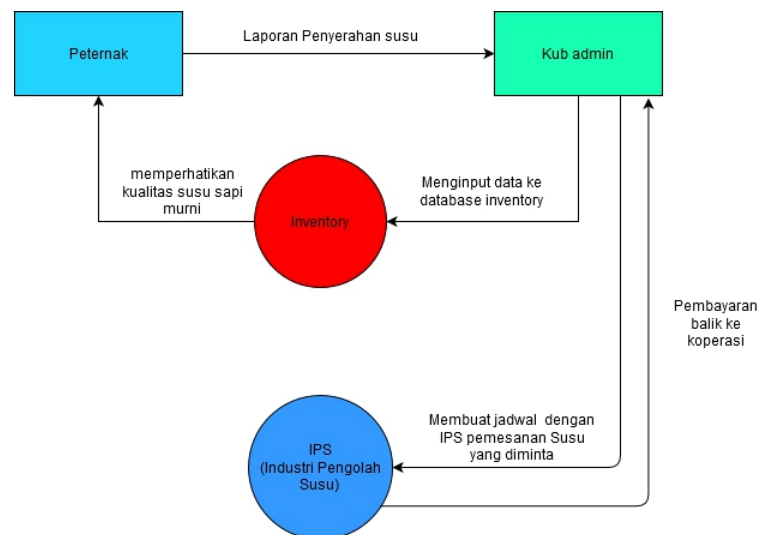 Peternak
Laporan Penyerahan susu
Kub admin
memperhatikan
kualitas susu sapi
murni
Inventory
Menginput data ke
database inventory
Pembayaran
balik ke
koperasi
IPS
(Industri Pengolah
Susu)
Membuat jadwal dengan
IPS pemesanan Susu
yang diminta